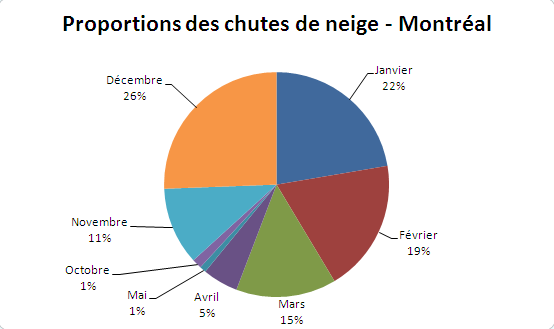 Proportions des chutes de neige - Montréal
Janvier
22%
Février
19%
Mars
15%
Avril
5%
Mai
1%
Octobre
1%
Novembre
11%
Décembre
26%